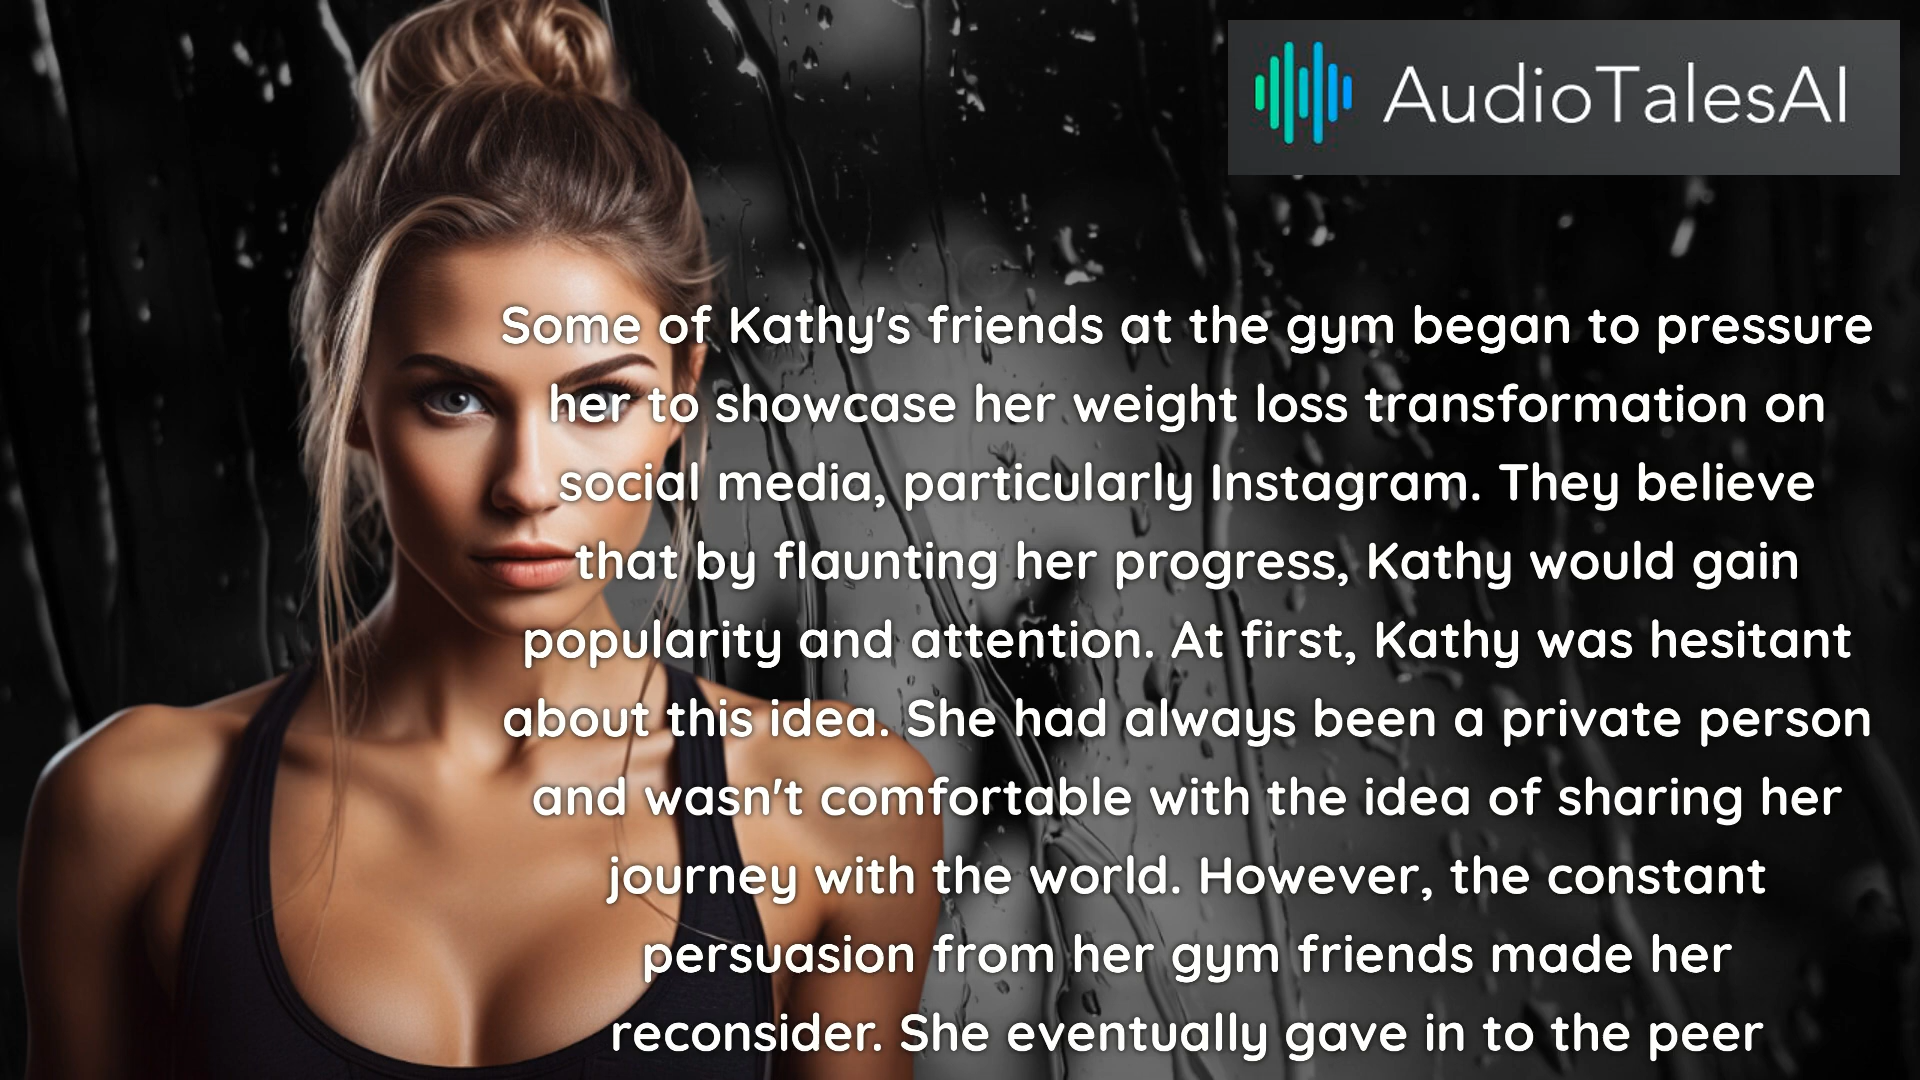 AudioTalesAI
Some of Kathy's friends at the gym began to pressure
her to showcase her weight loss transformation on
social media, particularly Instagram. They believe
that by flaunting her progress, Kathy would gain
popularity and attention. At first, Kathy was hesitant
about this idea. She had always been a private person
and wasn't comfortable with the idea of sharing her
journey with the world. However, the constant
persuasion from her gym friends made her
reconsider. She eventually gave in to the peer